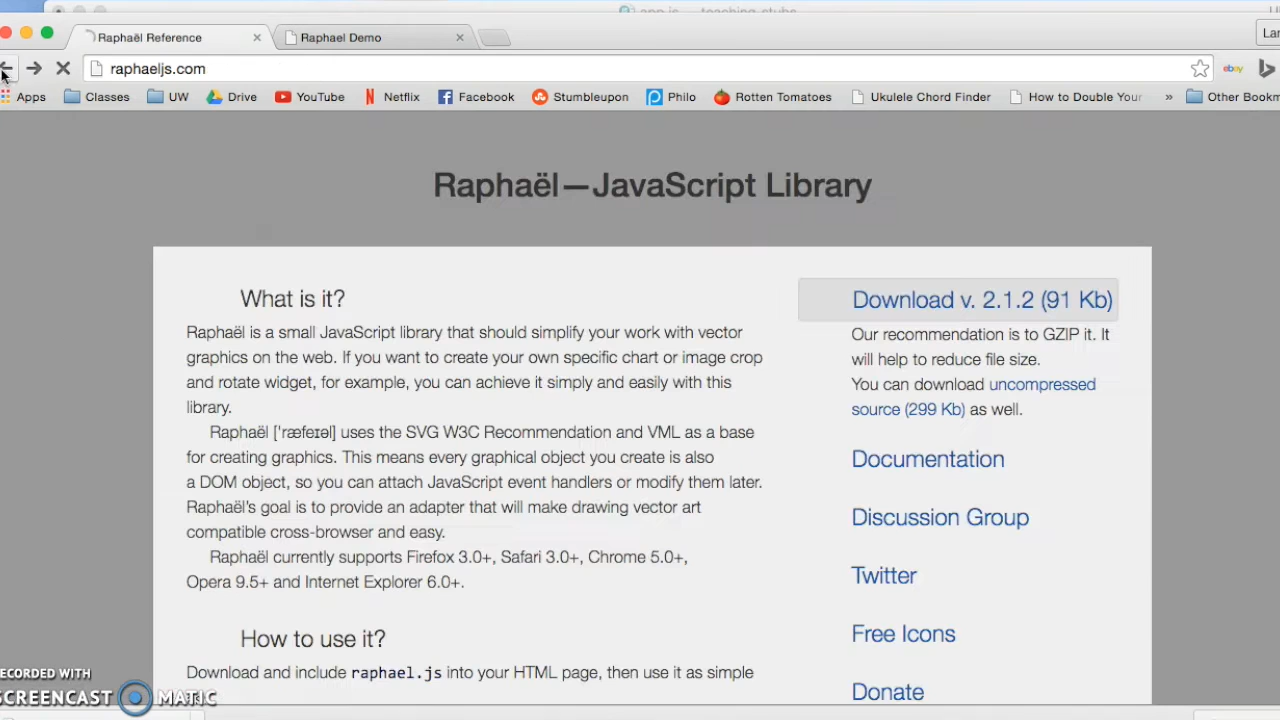 app.js — teaching-stubs
Raphaël Reference
Raphael Demo
Lar
raphaeljs.com
ebay
Apps
Classes
UW
Drive
YouTube
Netflix
Facebook
Stumbleupon
Philo
Rotten Tomatoes
Ukulele Chord Finder
How to Double Your
»
Other Bookm
Raphaël—JavaScript Library
What is it?
Raphaël is a small JavaScript library that should simplify your work with vector
graphics on the web. If you want to create your own specific chart or image crop
and rotate widget, for example, you can achieve it simply and easily with this
library.
Raphaël ['ræfeɪəl] uses the SVG W3C Recommendation and VML as a base
for creating graphics. This means every graphical object you create is also
a DOM object, so you can attach JavaScript event handlers or modify them later.
Raphaël’s goal is to provide an adapter that will make drawing vector art
compatible cross-browser and easy.
Raphaël currently supports Firefox 3.0+, Safari 3.0+, Chrome 5.0+,
Opera 9.5+ and Internet Explorer 6.0+.
How to use it?
Download and include raphael.js into your HTML page, then use it as simple
Download v. 2.1.2 (91 Kb)
Our recommendation is to GZIP it. It
will help to reduce file size.
You can download uncompressed
source (299 Kb) as well.
Documentation
Discussion Group
Twitter
Free Icons
Donate
ECORDED WITH
SCREENCAST MATIC